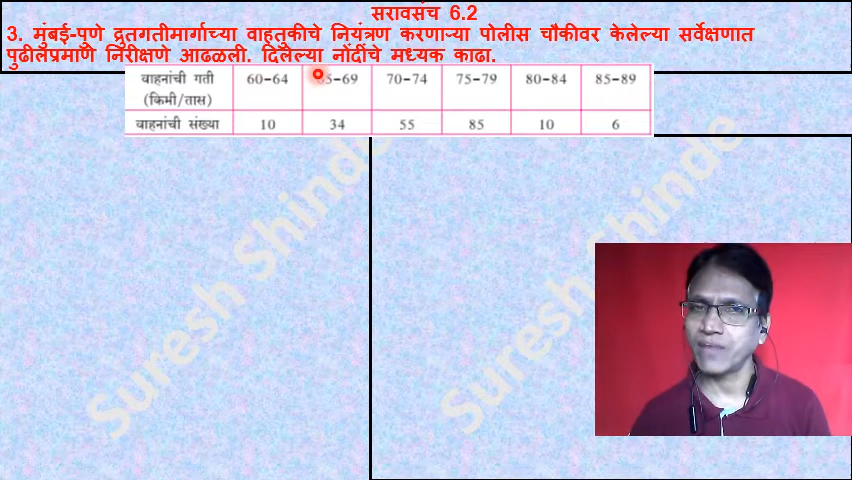 सरावसंच 6.2
3. मुंबई-पुणे द्रुतगतीमार्गाच्या वाहतुकीचे नियंत्रण करणाऱ्या पोलीस चौकीवर केलेल्या सर्वेक्षणात
पुढीलप्रमाणे निरीक्षणे आढळली. दिलेल्या नोंदींचे मध्यक काढा.
वाहनांची गती 60-64 5-69 70-74 75-79 80-84 85-89
(किमी/तास)
वाहनांची संख्या 10 34 55 85 10 6
Suresh Shinde
Suresh Shinde